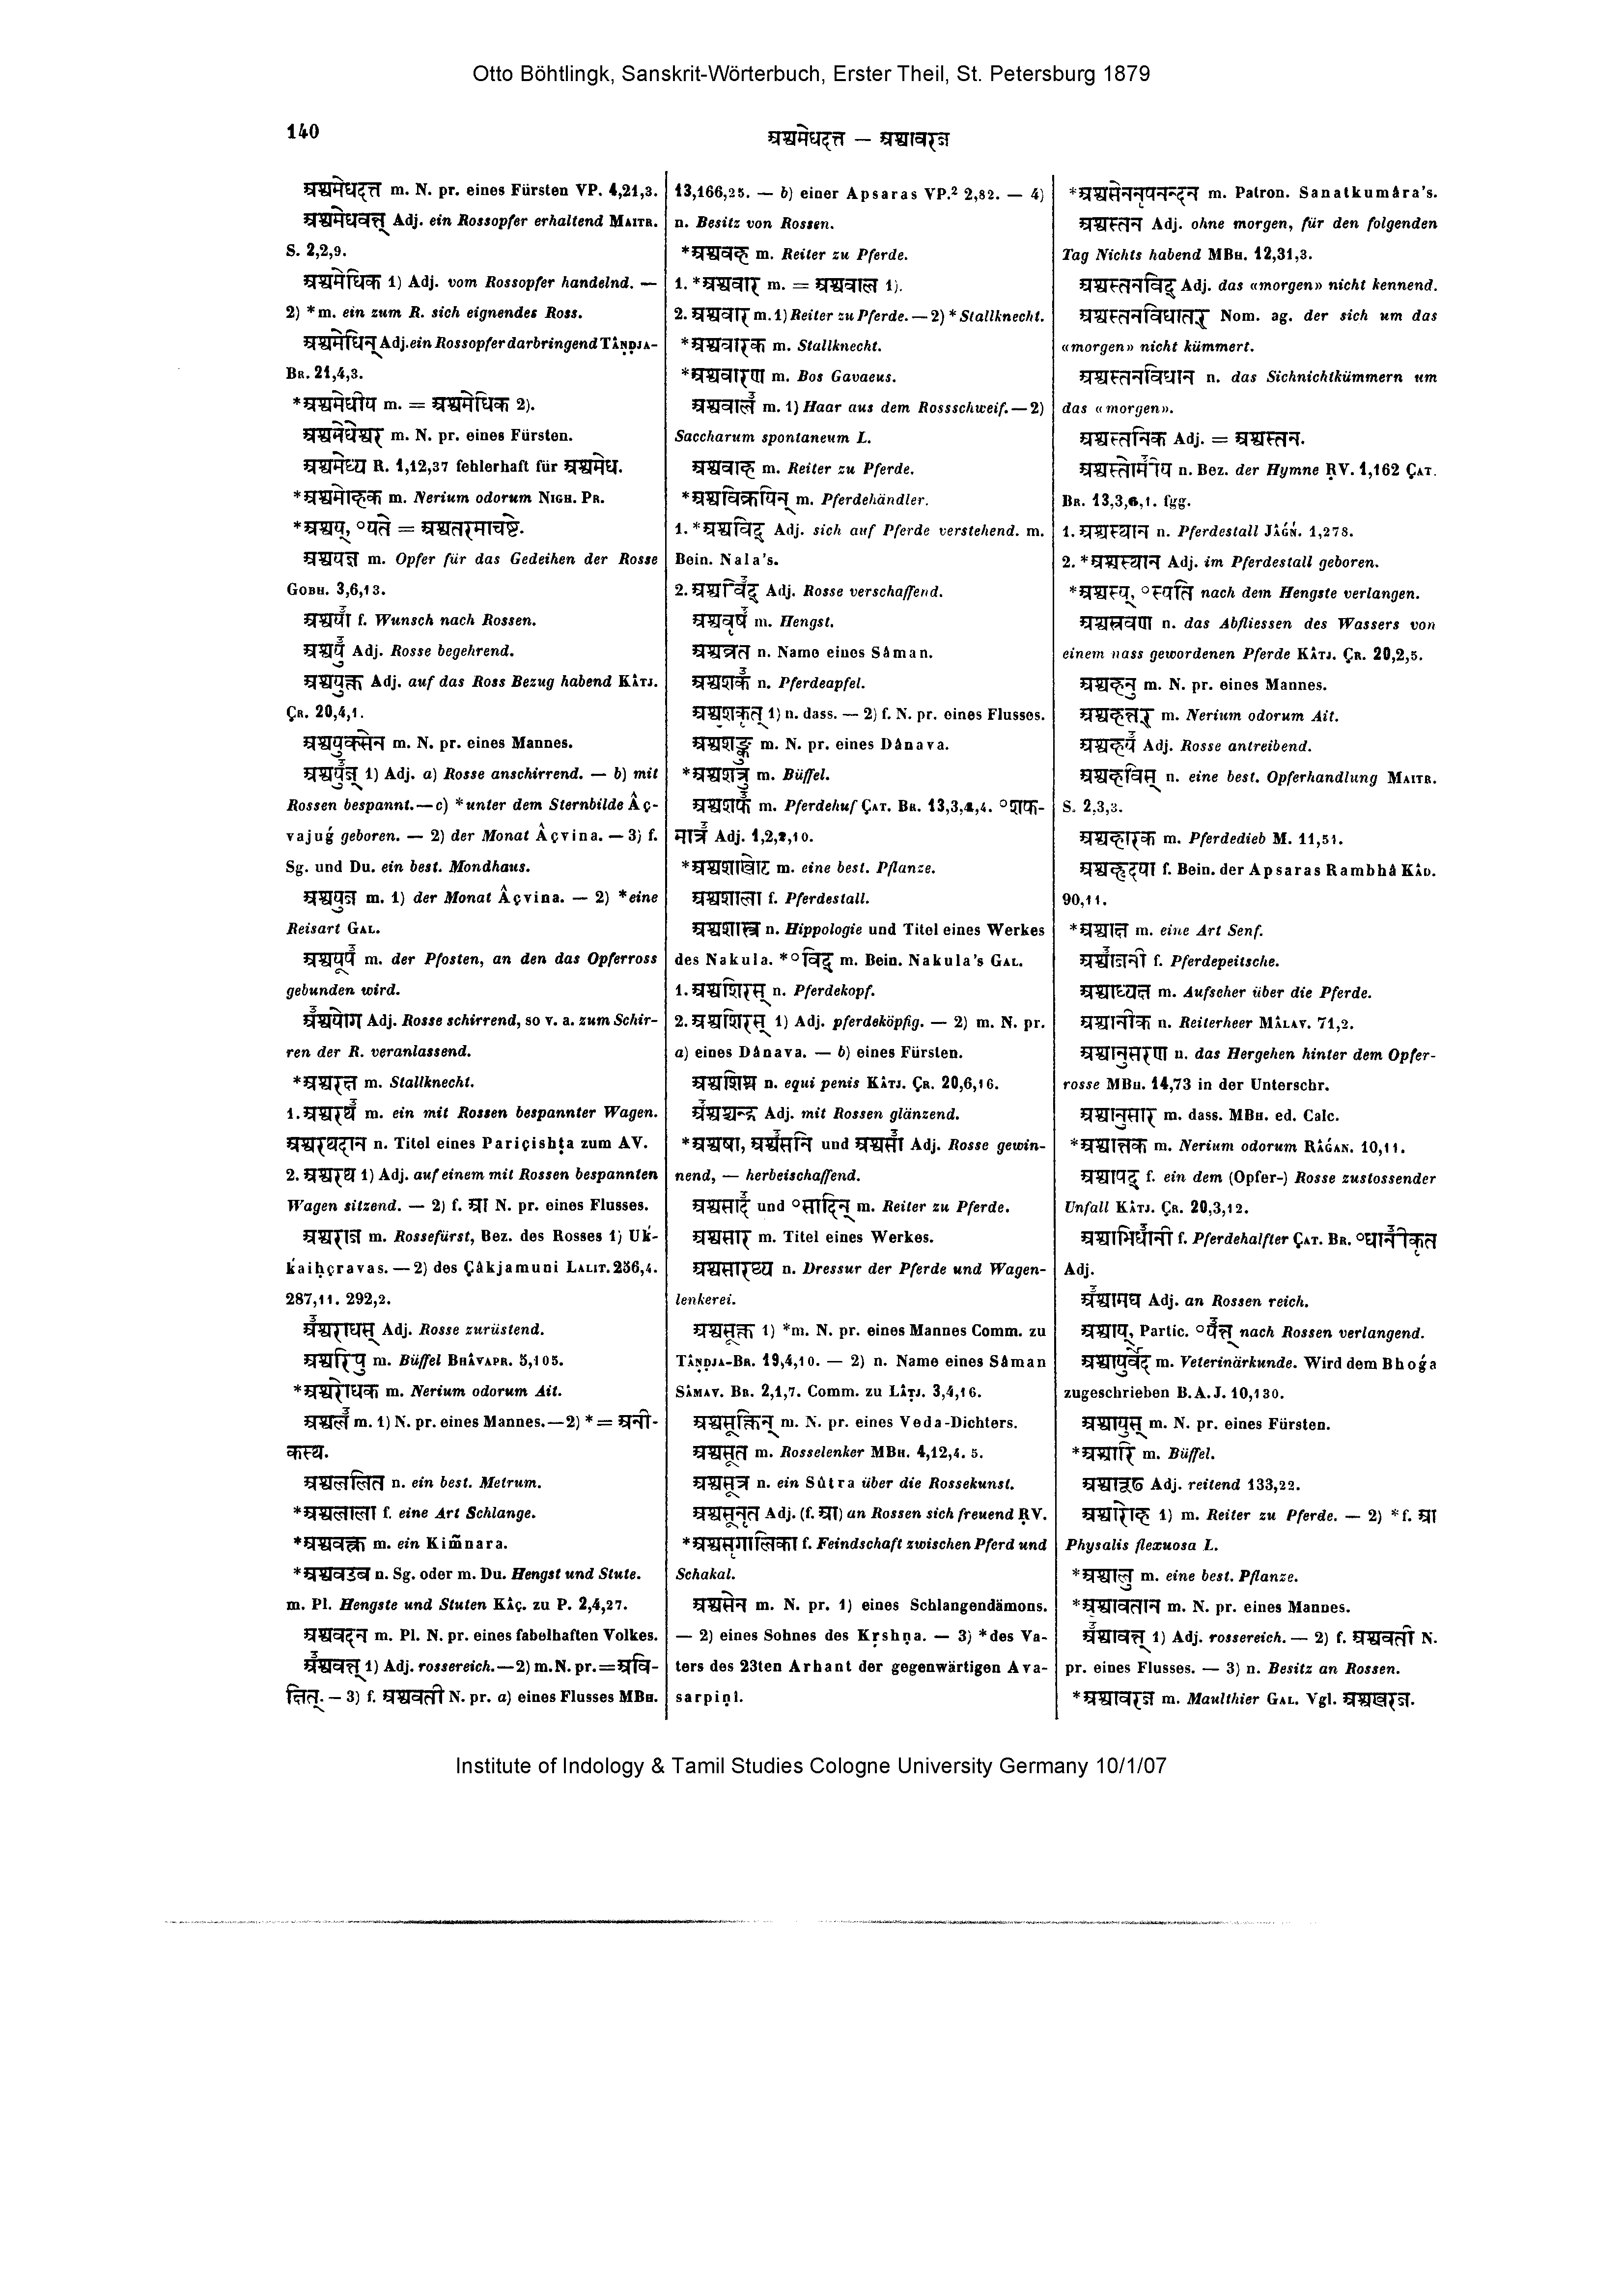 Otto Böhtlingk, Sanskrit-Wörterbuch, Erster Theil, St. Petersburg 1879
140
अश्वमेधदत्त — अश्वावरज
अश्वमेधदत्त m. N. pr. eines Fürsten VP. 4,21,3.
अश्वमेधवत् Adj. ein Rossopfer erhaltend MAITR.
S. 2,2,9.
अश्वमेधिक 1) Adj. vom Rossopfer handelnd. —
2) *m. ein zum R. sich eignendes Ross.
अश्वमेधिन् Adj. ein Rossopfer darbringend TÂṆḌJA-
BR. 21,4,3.
*अश्वमेधीय m. = अश्वमेधिक 2).
अश्वमेधेश्वर m. N. pr. eines Fürsten.
अश्वमेध्य R. 1,12,37 fehlerhaft für अश्वमेध.
*अश्वमोहक m. Nerium odorum NIGH. PR.
*अश्वय्, °यते = अश्वतरमाचष्टे.
अश्वयज्ञ m. Opfer für das Gedeihen der Rosse
GOBH. 3,6,13.
अश्वया॑ f. Wunsch nach Rossen.
अश्वयु॑ Adj. Rosse begehrend.
अश्वयुक्त Adj. auf das Ross Bezug habend KÂTJ.
ÇR. 20,4,1.
अश्वयुक्सेन m. N. pr. eines Mannes.
अश्वयु॑ज् 1) Adj. a) Rosse anschirrend. — b) mit
Rossen bespannt. — c) *unter dem Sternbilde Âç-
vajuǵ geboren. — 2) der Monat Âçvina. — 3) f.
Sg. und Du. ein best. Mondhaus.
अश्वयुज m. 1) der Monat Âçvina. — 2) *eine
Reisart GAL.
अश्वयूप॑ m. der Pfosten, an den das Opferross
gebunden wird.
अ॑श्वयोग Adj. Rosse schirrend, so v. a. zum Schir-
ren der R. veranlassend.
*अश्वरक्ष m. Stallknecht.
1. अश्वरथ॑ m. ein mit Rossen bespannter Wagen.
अश्वरथदान n. Titel eines Pariçishṭa zum AV.
2. अश्वरथ 1) Adj. auf einem mit Rossen bespannten
Wagen sitzend. — 2) f. आ N. pr. eines Flusses.
अश्वराज m. Rossefürst, Bez. des Rosses 1) Uḱ-
ḱaiḥçravas. — 2) des Çâkjamuni LALIT. 256,4.
287,11. 292,2.
अ॑श्वराधस् Adj. Rosse zurüstend.
अश्वरिपु m. Büffel BHÂVAPR. 5,105.
*अश्वरोधक m. Nerium odorum Ait.
अश्वल॑ m. 1) N. pr. eines Mannes. — 2) * = अनी-
कस्थ.
अश्वललित n. ein best. Metrum.
*अश्वलाला f. eine Art Schlange.
*अश्ववक्त्र m. ein Kim̃nara.
*अश्ववडव n. Sg. oder m. Du. Hengst und Stute.
m. Pl. Hengste und Stuten KÂÇ. zu P. 2,4,27.
अश्ववदन m. Pl. N. pr. eines fabelhaften Volkes.
अ॑श्ववत् 1) Adj. rossereich. — 2) m. N. pr. = अवि-
क्षित्. — 3) f. अश्ववती N. pr. a) eines Flusses MBH.
13,166,25. — b) einer Apsaras VP.² 2,82. — 4)
n. Besitz von Rossen.
*अश्ववह m. Reiter zu Pferde.
1. *अश्ववार m. = अश्ववाल 1).
2. अश्ववार m. 1) Reiter zu Pferde. — 2) * Stallknecht.
*अश्ववारक m. Stallknecht.
*अश्ववारण m. Bos Gavaeus.
अश्ववाल॑ m. 1) Haar aus dem Rossschweif. — 2)
Saccharum spontaneum L.
अश्ववाह m. Reiter zu Pferde.
*अश्वविक्रयिन् m. Pferdehändler.
1. *अश्वविद् Adj. sich auf Pferde verstehend. m.
Bein. Nala's.
2. अश्ववि॑द् Adj. Rosse verschaffend.
अश्ववृष॑ m. Hengst.
अश्वव्रत n. Name eines Sâman.
अश्वशक॑ n. Pferdeapfel.
अश्वशकृत् 1) n. dass. — 2) f. N. pr. eines Flusses.
अश्वशङ्कु m. N. pr. eines Dânava.
*अश्वशत्रु m. Büffel.
अश्वशफ॑ m. Pferdehuf ÇAT. BR. 13,3,4,4. °शफ-
मात्र॑ Adj. 1,2,2,10.
*अश्वशाखोट m. eine best. Pflanze.
अश्वशाला f. Pferdestall.
अश्वशास्त्र n. Hippologie und Titel eines Werkes
des Nakula. *°विद् m. Bein. Nakula's GAL.
1. अश्वशिरस् n. Pferdekopf.
2. अश्वशिरस् 1) Adj. pferdeköpfig. — 2) m. N. pr.
a) eines Dânava. — b) eines Fürsten.
अश्वशिश्न n. equi penis KÂTJ. ÇR. 20,6,16.
अ॑श्वश्चन्द्र Adj. mit Rossen glänzend.
*अश्वषा, अश्व॑सनि und अश्वसा॑ Adj. Rosse gewin-
nend, — herbeischaffend.
अश्वसाद॑ und °सादिन् m. Reiter zu Pferde.
अश्वसार m. Titel eines Werkes.
अश्वसारथ्य n. Dressur der Pferde und Wagen-
lenkerei.
अश्वसूक्त 1) *m. N. pr. eines Mannes Comm. zu
TÂṆḌJA-BR. 19,4,10. — 2) n. Name eines Sâman
SÂMAV. BR. 2,1,7. Comm. zu LÂṬJ. 3,4,16.
अश्वसूक्तिन् m. N. pr. eines Veda-Dichters.
अश्वसूत m. Rosselenker MBH. 4,12,4. 5.
अश्वसूत्र n. ein Sûtra über die Rossekunst.
अश्वसूनृत Adj. (f. आ) an Rossen sich freuend ṚV.
*अश्वसृगालिका f. Feindschaft zwischen Pferd und
Schakal.
अश्वसेन m. N. pr. 1) eines Schlangendämons.
— 2) eines Sohnes des Kṛshṇa. — 3) *des Va-
ters des 23ten Arhant der gegenwärtigen Ava-
sarpiṇî.
*अश्वसेननृपनन्दन m. Patron. Sanatkumâra's.
अश्वस्तन Adj. ohne morgen, für den folgenden
Tag Nichts habend MBH. 12,31,3.
अश्वस्तनविद् Adj. das «morgen» nicht kennend.
अश्वस्तनविधातर् Nom. ag. der sich um das
«morgen» nicht kümmert.
अश्वस्तनविधान n. das Sichnichtkümmern um
das «morgen».
अश्वस्तनिक Adj. = अश्वस्तन.
अश्वस्तोमी॑य n. Bez. der Hymne ṚV. 1,162 ÇAT.
BR. 13,3,6,1. fgg.
1. अश्वस्थान n. Pferdestall JÂǴŃ. 1,278.
2. *अश्वस्थान Adj. im Pferdestall geboren.
*अश्वस्य्, °स्यति nach dem Hengste verlangen.
अश्वस्रवण n. das Abfliessen des Wassers von
einem nass gewordenen Pferde KÂTJ. ÇR. 20,2,5.
अश्वहनु m. N. pr. eines Mannes.
अश्वहन्तर् m. Nerium odorum Ait.
अश्वहय॑ Adj. Rosse antreibend.
अश्वहविस् n. eine best. Opferhandlung MAITR.
S. 2,3,3.
अश्वहारक m. Pferdedieb M. 11,51.
अश्वहृदया f. Bein. der Apsaras Rambhâ KÂD.
90,11.
*अश्वाक्ष m. eine Art Senf.
अश्वा॑जनी f. Pferdepeitsche.
अश्वाध्यक्ष m. Aufseher über die Pferde.
अश्वानीक n. Reiterheer MÂLAV. 71,2.
अश्वानुसरण n. das Hergehen hinter dem Opfer-
rosse MBH. 14,73 in der Unterschr.
अश्वानुसार m. dass. MBH. ed. Calc.
*अश्वान्तक m. Nerium odorum RÂǴAN. 10,11.
अश्वापद् f. ein dem (Opfer-) Rosse zustossender
Unfall KÂTJ. ÇR. 20,3,12.
अश्वाभिधा॑नी f. Pferdehalfter ÇAT. BR. °धानी॑कृत
Adj.
अ॑श्वामघ Adj. an Rossen reich.
अश्वाय्, Partic. °य॑त् nach Rossen verlangend.
अश्वायुर्वेद॑ m. Veterinärkunde. Wird dem Bhoǵa
zugeschrieben B. A. J. 10,130.
अश्वायुस् m. N. pr. eines Fürsten.
*अश्वारि m. Büffel.
अश्वारूढ Adj. reitend 133,22.
अश्वारोह 1) m. Reiter zu Pferde. — 2) *f. आ
Physalis flexuosa L.
*अश्वालु m. eine best. Pflanze.
*अश्वावतान m. N. pr. eines Mannes.
अ॑श्वावत् 1) Adj. rossereich. — 2) f. अश्ववती N.
pr. eines Flusses. — 3) n. Besitz an Rossen.
*अश्वावरज m. Maulthier GAL. Vgl. अश्वखरज.
Institute of Indology & Tamil Studies Cologne University Germany 10/1/07